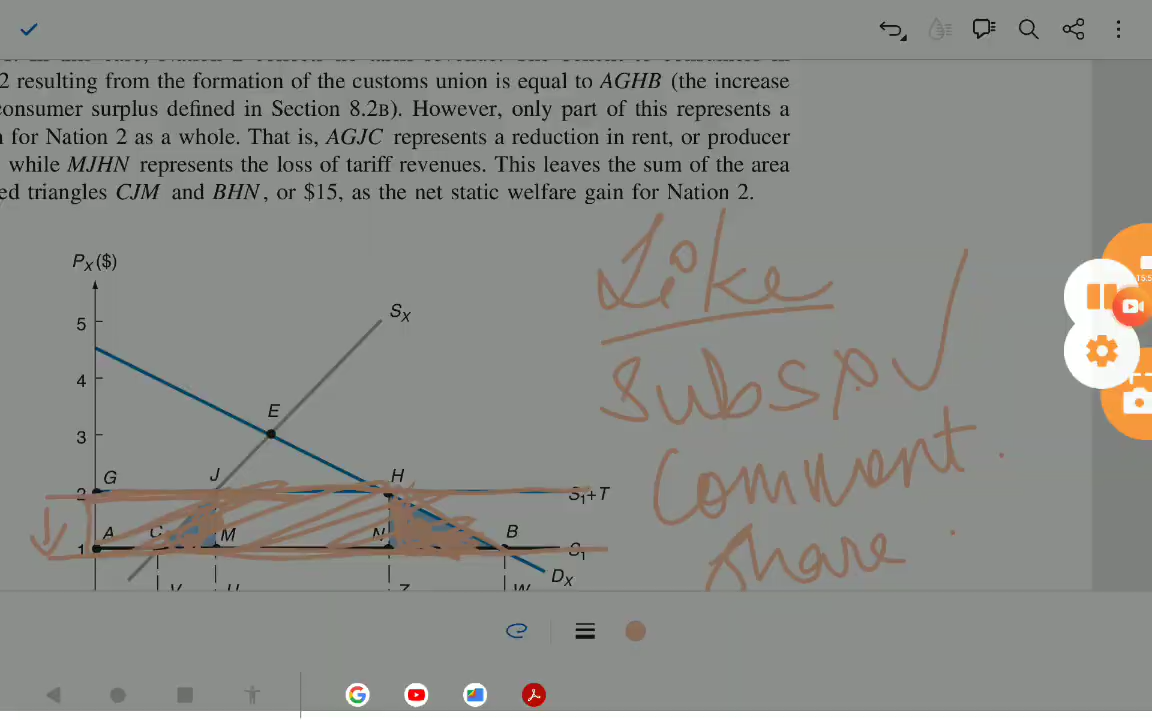 2 resulting from the formation of the customs union is equal to AGHB (the increase
consumer surplus defined in Section 8.2B). However, only part of this represents a
for Nation 2 as a whole. That is, AGJC represents a reduction in rent, or producer
while MJHN represents the loss of tariff revenues. This leaves the sum of the area
ed triangles CJM and BHN, or $15, as the net static welfare gain for Nation 2.
PX ($)
SX
5
4
E
3
G J H
2 S1+T
A C M N B
1 S1
DX
V U Z W
Like
Subs
Comment.
Share
15:5